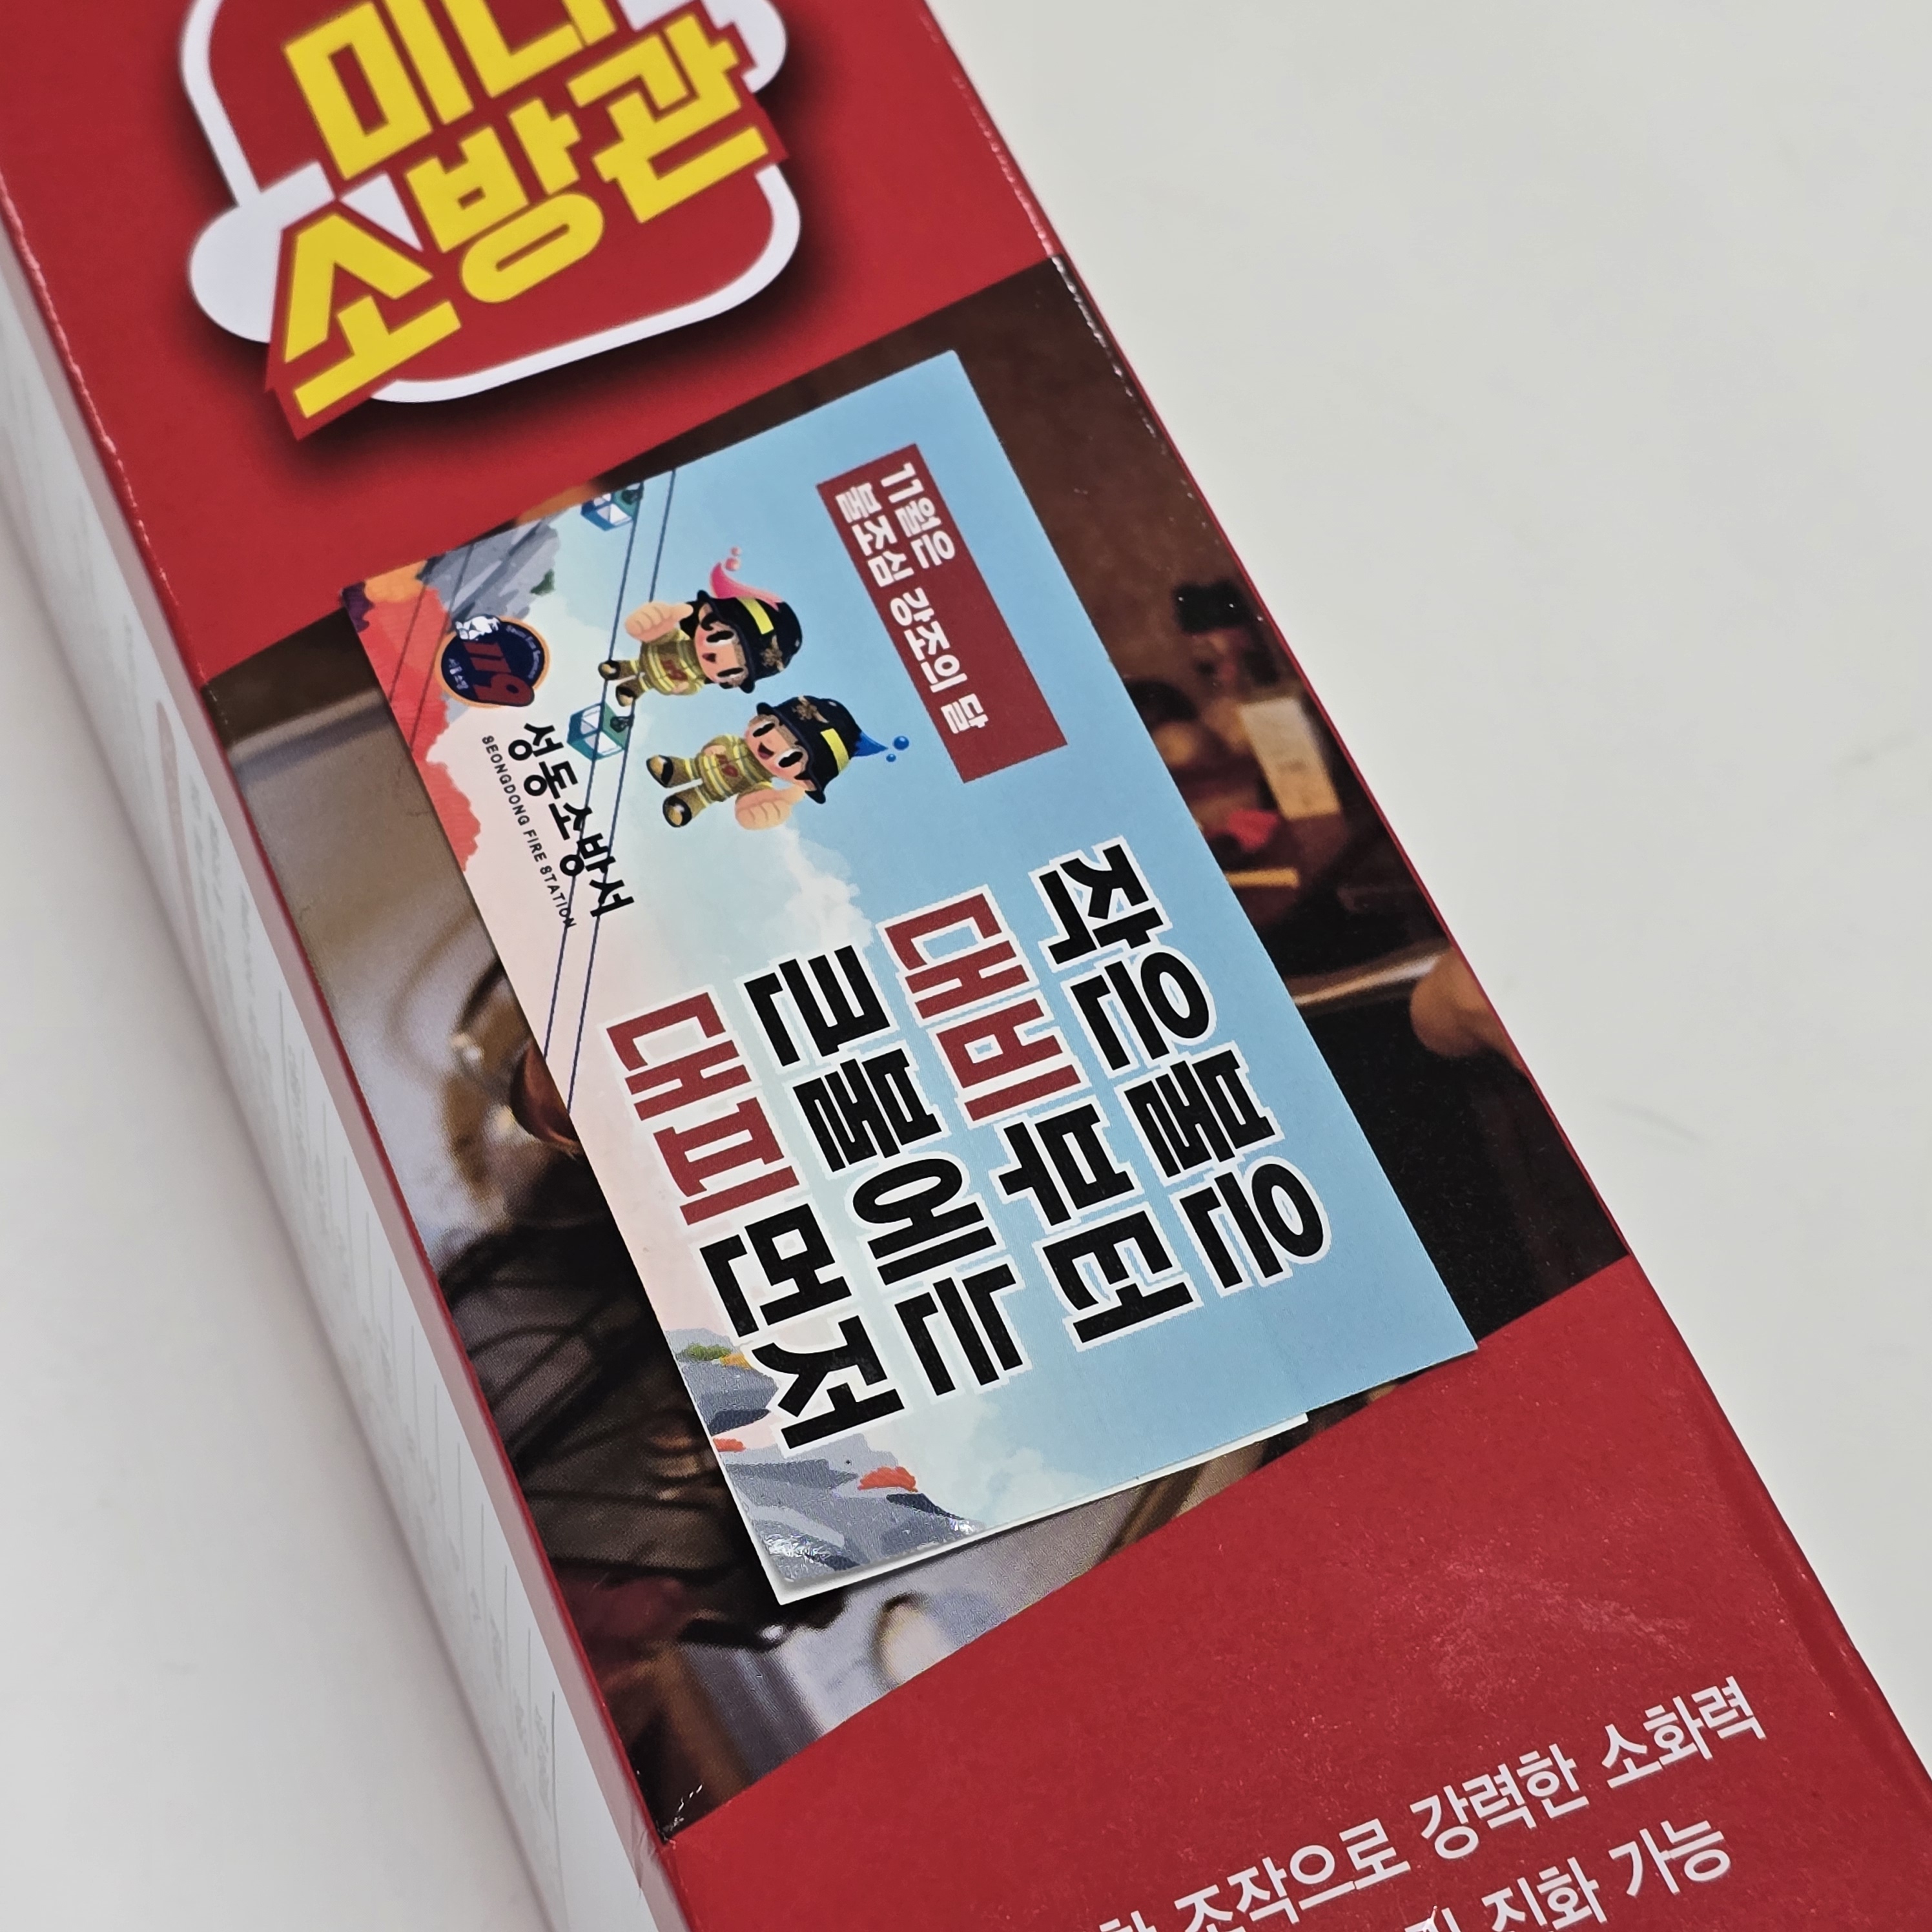 미니
소방관
11월은
불조심 강조의 달
작은불은
대비부터
큰불에는
대피먼저
119
성동소방서
SEONGDONG FIRE STATION
조작으로 강력한 소화력
진화 가능